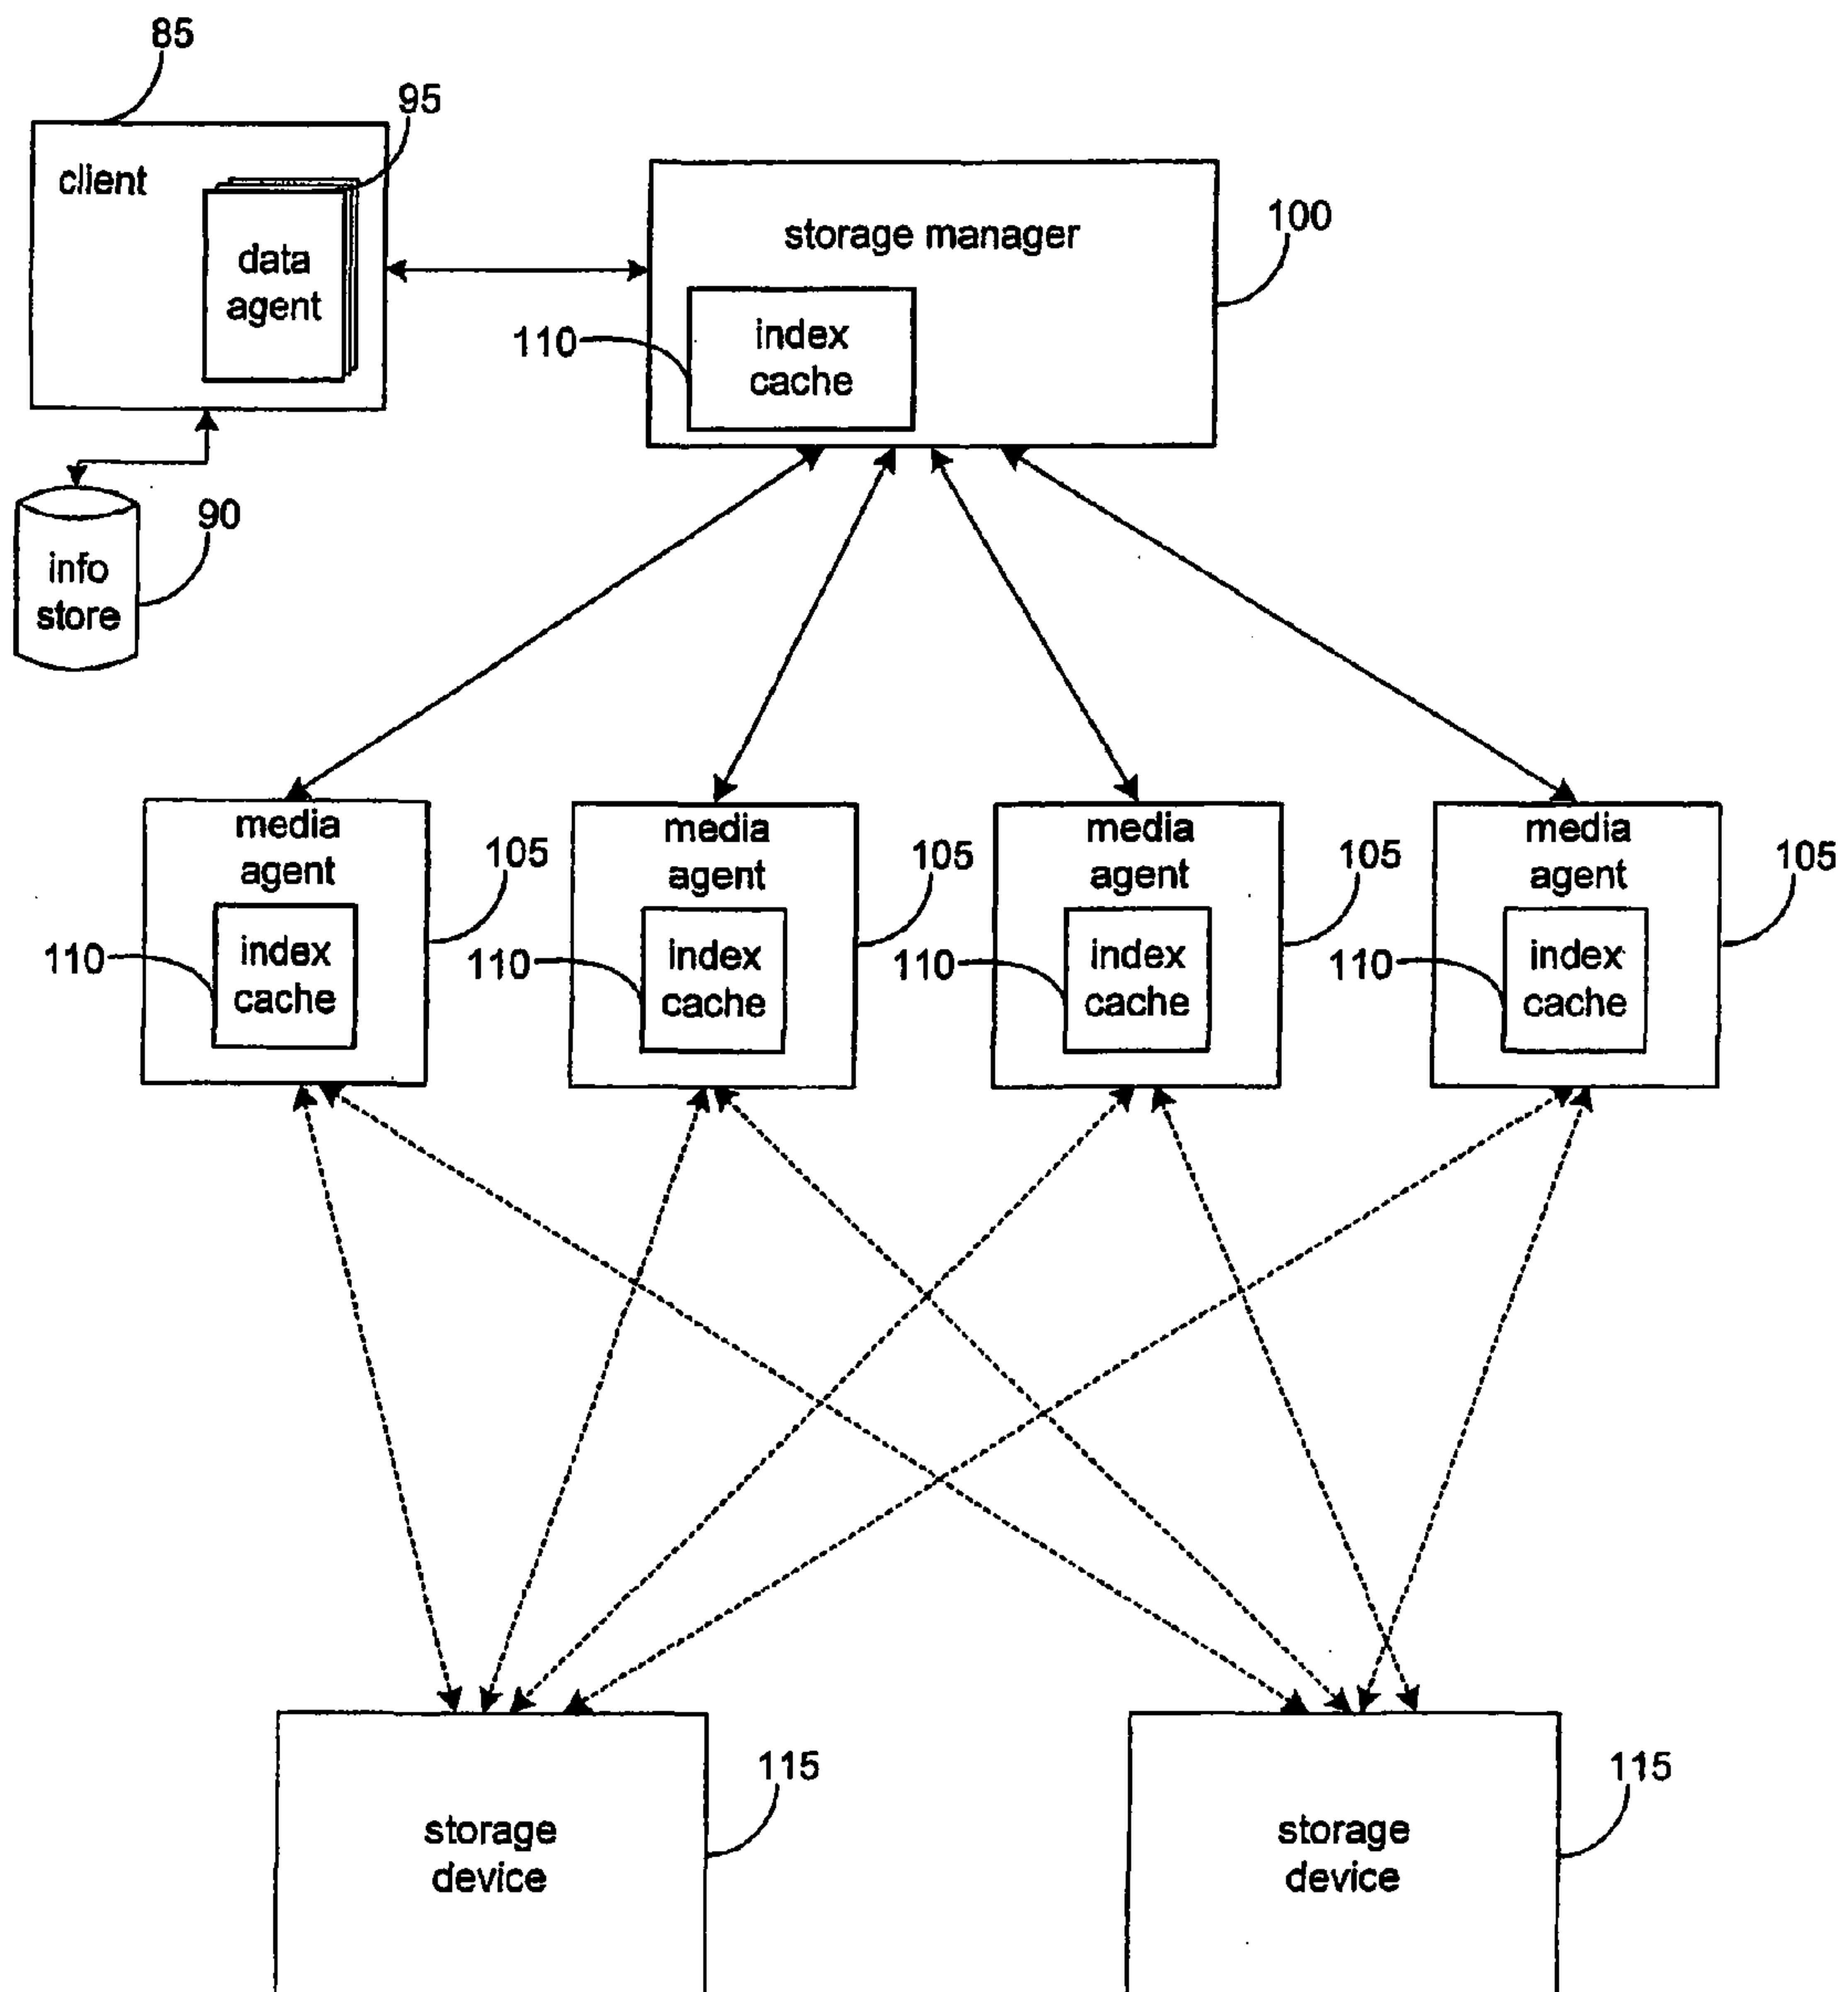 85
95
client
data
agent
storage manager
100
110
index
cache
90
info
store
media
agent
105
110
index
cache
media
agent
105
110
index
cache
media
agent
105
110
index
cache
media
agent
105
110
index
cache
115
storage
device
115
storage
device